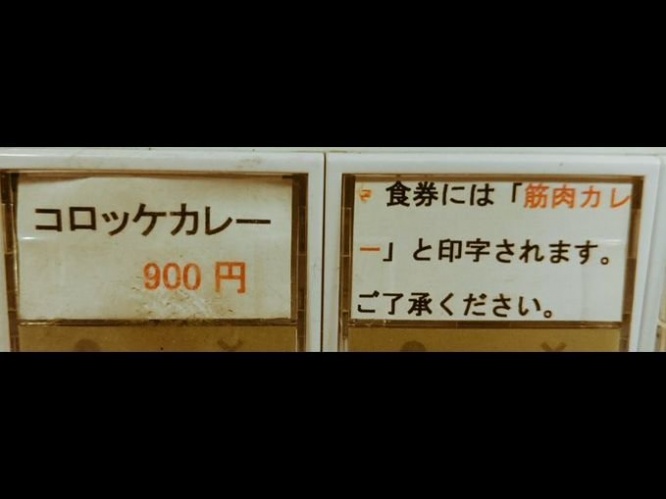 コロッケカレー
900円
食券には「筋肉カレ
ー」と印字されます。
ご了承ください。